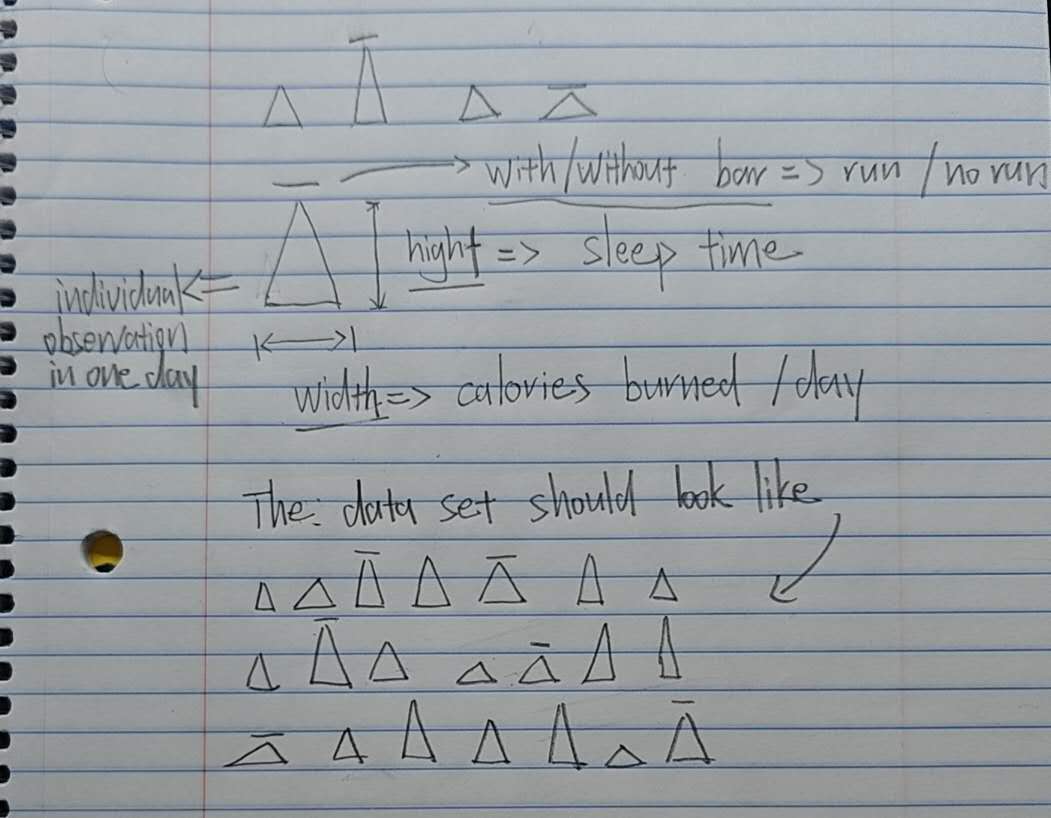 with/without bar => run / no run
hight => sleep time
individual <=
observation
in one day
width => calories burned / day
The: data set should look like